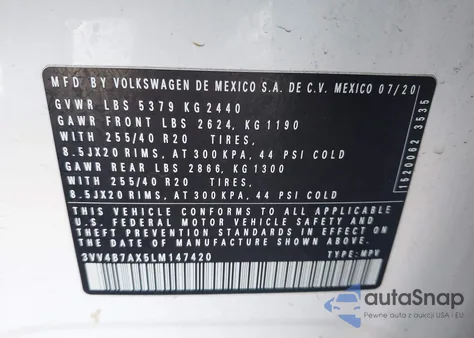 MFD BY VOLKSWAGEN DE MEXICO S.A. DE C.V. MEXICO 07/20
GVWR LBS 5379 KG 2440
GAWR FRONT LBS 2624, KG 1190
WITH 255/40 R20 TIRES,
8.5JX20 RIMS, AT 300 KPA, 44 PSI COLD
GAWR REAR LBS 2866, KG 1300
WITH 255/40 R20 TIRES,
8.5JX20 RIMS, AT 300 KPA, 44 PSI COLD
THIS VEHICLE CONFORMS TO ALL APPLICABLE
U.S. FEDERAL MOTOR VEHICLE SAFETY AND
THEFT PREVENTION STANDARDS IN EFFECT ON
THE DATE OF MANUFACTURE SHOWN ABOVE
3VV4B7AX5LM147420 TYPE: MPV
1520062 3535
autoSnap
Pewne auta z aukcji USA i EU